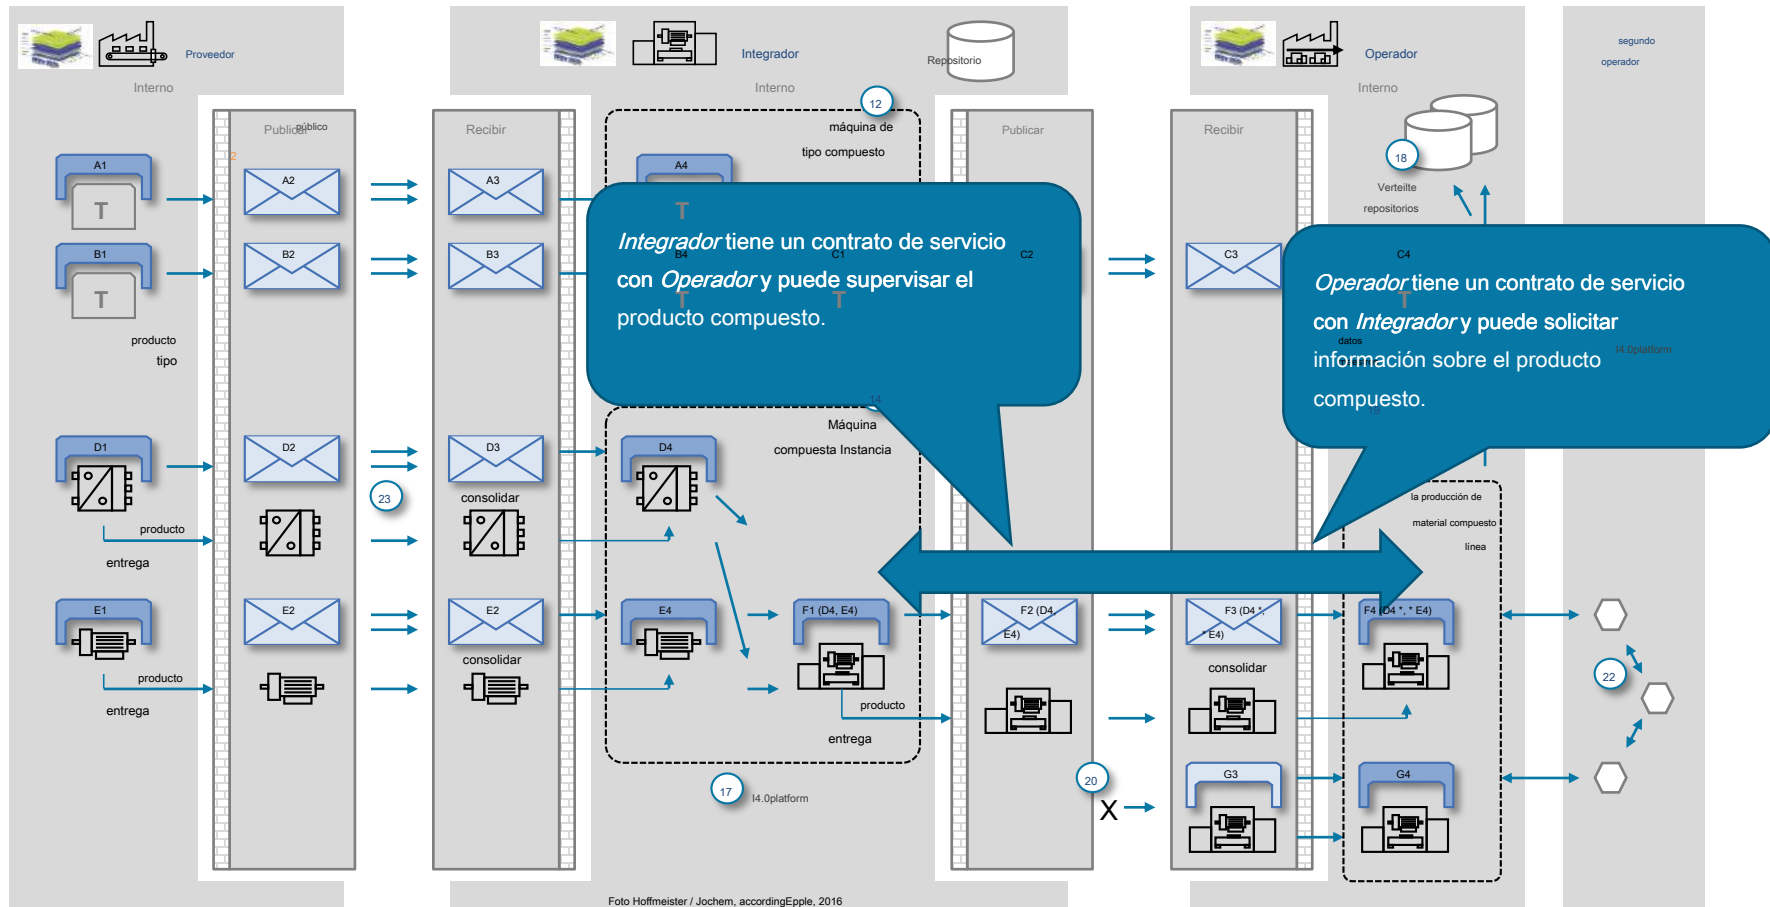 Proveedor
Interno
Integrador
Interno
Repositorio
Operador
Interno
segundo
operador
Publicar
público
2
Recibir
12
máquina de
tipo compuesto
Publicar
Recibir
18
Verteilte
repositorios
A1
T
A2
A3
A4
T
B1
T
B2
B3
B4
T
C1
T
C2
C3
C4
T
Integrador tiene un contrato de servicio
con Operador y puede supervisar el
producto compuesto.
Operador tiene un contrato de servicio
con Integrador y puede solicitar
información sobre el producto
compuesto.
datos
I4.0platform
19
producto
tipo
14
Máquina
compuesta Instancia
D1
D2
23
D3
consolidar
D4
producto
entrega
la producción de
material compuesto
línea
E1
E2
E2
consolidar
E4
F1 (D4, E4)
F2 (D4,
E4)
F3 (D4 *,
* E4)
consolidar
F4 (D4 *, * E4)
22
producto
entrega
producto
entrega
17
I4.0platform
20
X
G3
G4
Foto Hoffmeister / Jochem, accordingEpple, 2016